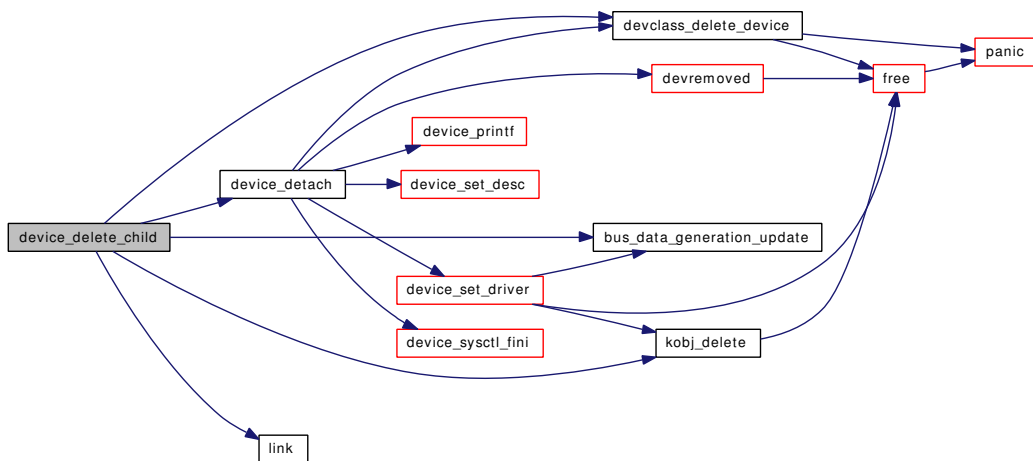 devclass_delete_device
panic
devremoved
free
device_printf
device_detach
device_set_desc
device_delete_child
bus_data_generation_update
device_set_driver
device_sysctl_fini
kobj_delete
link